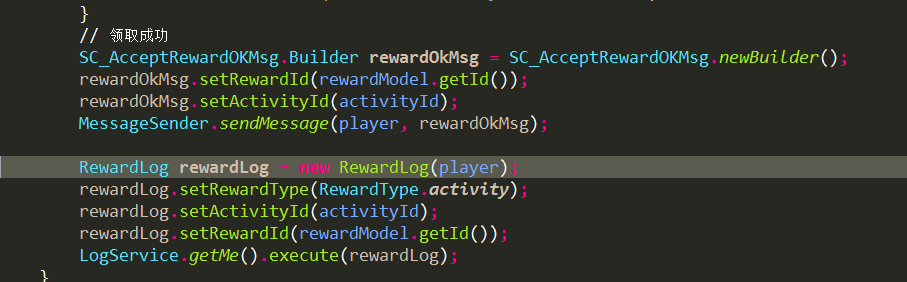 }
// 领取成功
SC_AcceptRewardOKMsg.Builder rewardOkMsg = SC_AcceptRewardOKMsg.newBuilder();
rewardOkMsg.setRewardId(rewardModel.getId());
rewardOkMsg.setActivityId(activityId);
MessageSender.sendMessage(player, rewardOkMsg);
RewardLog rewardLog = new RewardLog(player);
rewardLog.setRewardType(RewardType.activity);
rewardLog.setActivityId(activityId);
rewardLog.setRewardId(rewardModel.getId());
LogService.getMe().execute(rewardLog);
}